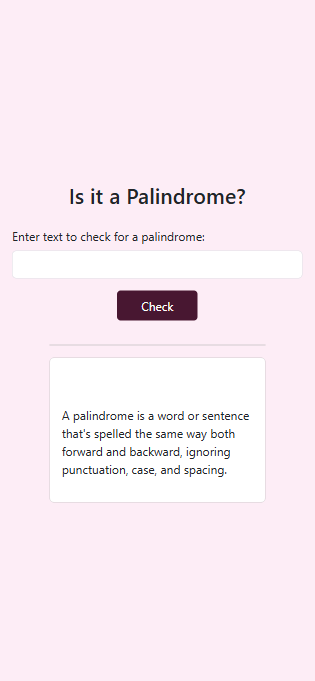 Is it a Palindrome?
Enter text to check for a palindrome:
Check
A palindrome is a word or sentence
that's spelled the same way both
forward and backward, ignoring
punctuation, case, and spacing.